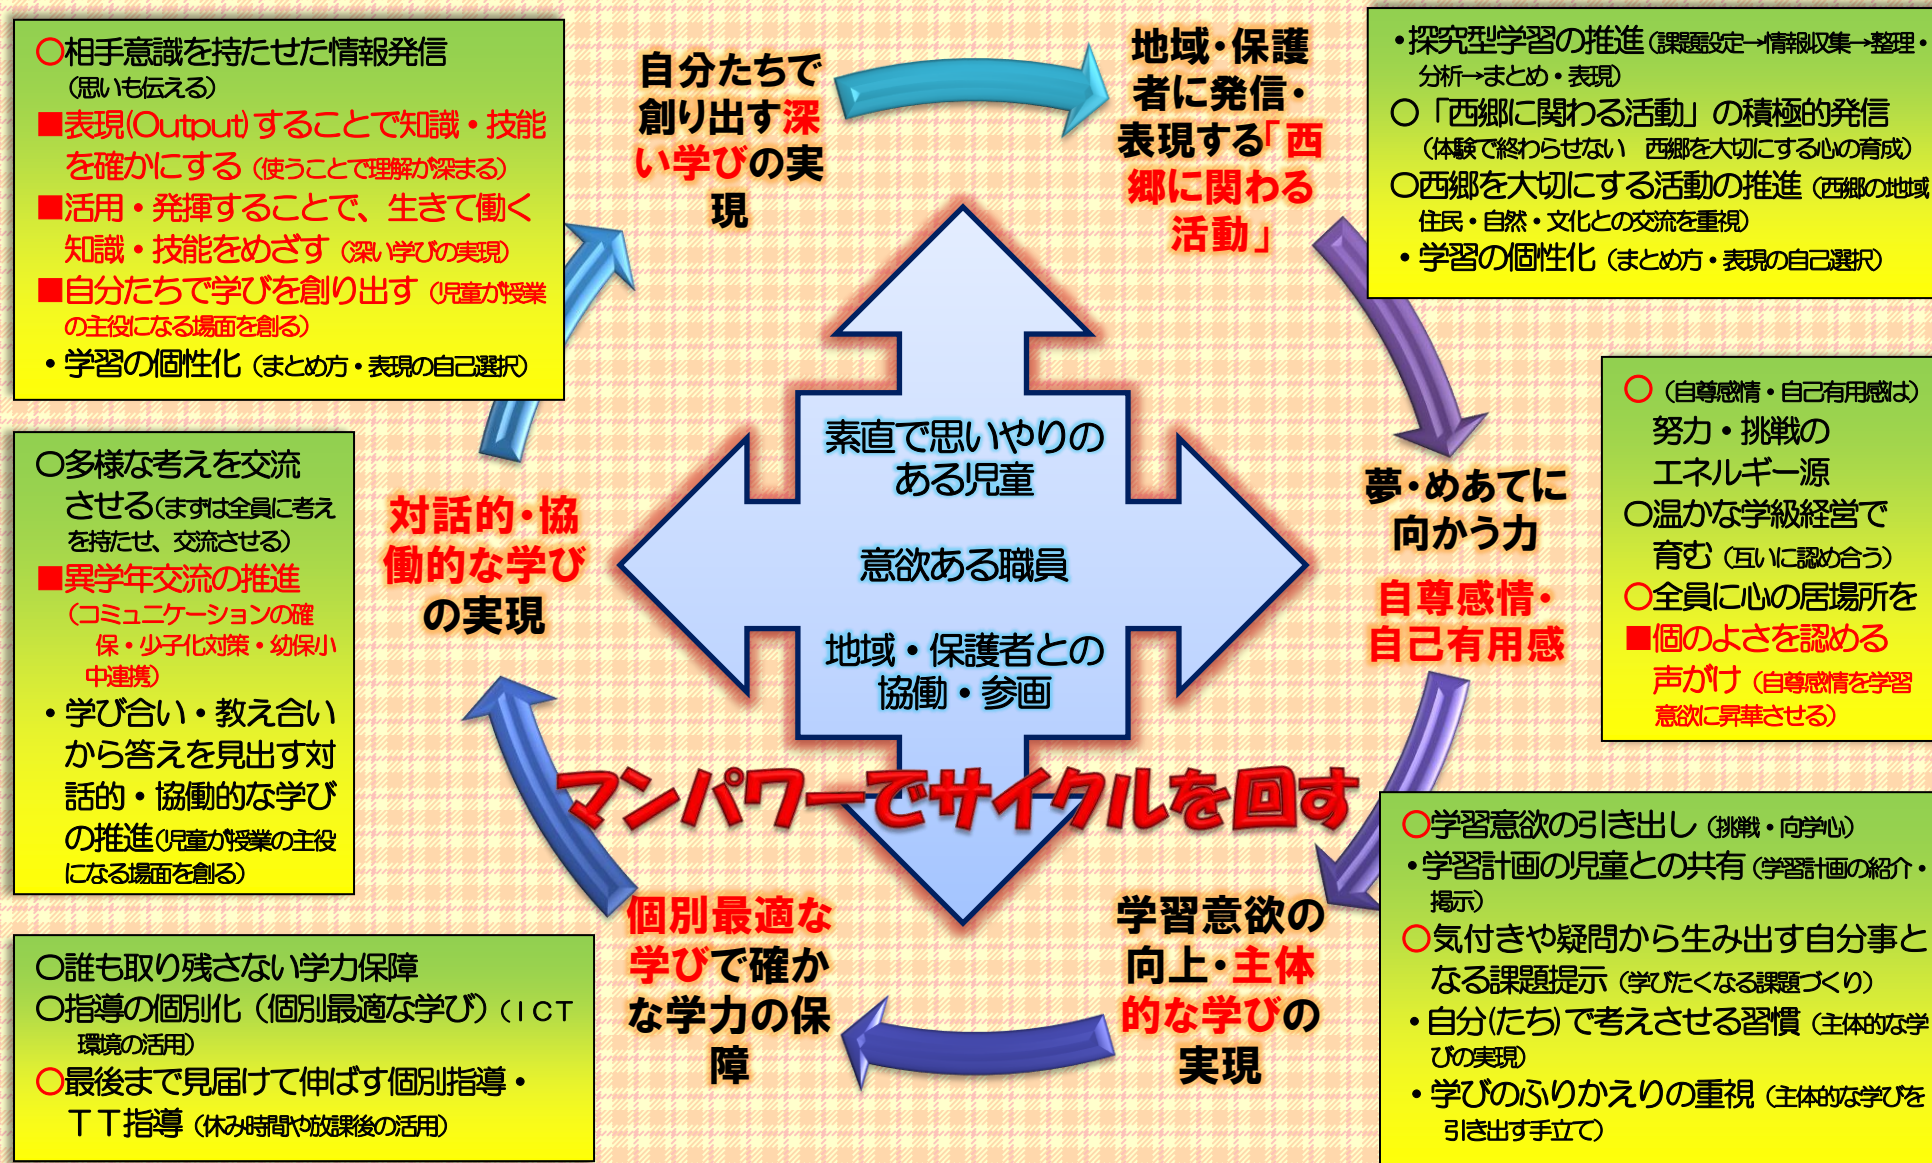 ○相手意識を持たせた情報発信
(思いも伝える)
■表現(Output)することで知識・技能
を確かにする(使うことで理解が深まる)
■活用・発揮することで、生きて働く
知識・技能をめざす(深い学びの実現)
■自分たちで学びを創り出す(児童が授業
の主役になる場面を創る)
・学習の個性化(まとめ方・表現の自己選択)
自分たちで
創り出す深
い学びの実
現
地域・保護
者に発信・
表現する「西
郷に関わる
活動」
・探究型学習の推進(課題設定→情報収集→整理・
分析→まとめ・表現)
○「西郷に関わる活動」の積極的発信
(体験で終わらせない 西郷を大切にする心の育成)
○西郷を大切にする活動の推進(西郷の地域
住民・自然・文化との交流を重視)
・学習の個性化(まとめ方・表現の自己選択)
○多様な考えを交流
させる(まずは全員に考え
を持たせ、交流させる)
■異学年交流の推進
(コミュニケーションの確
保・少子化対策・幼保小
中連携)
・学び合い・教え合い
から答えを見出す対
話的・協働的な学び
の推進(児童が授業の主役
になる場面を創る)
対話的・協
働的な学び
の実現
素直で思いやりの
ある児童
意欲ある職員
地域・保護者との
協働・参画
夢・めあてに
向かう力
自尊感情・
自己有用感
○(自尊感情・自己有用感は)
努力・挑戦の
エネルギー源
○温かな学級経営で
育む(互いに認め合う)
○全員に心の居場所を
■個のよさを認める
声がけ(自尊感情を学習
意欲に昇華させる)
マンパワーでサイクルを回す
○誰も取り残さない学力保障
○指導の個別化(個別最適な学び)(ICT
環境の活用)
○最後まで見届けて伸ばす個別指導・
TT指導(休み時間や放課後の活用)
個別最適な
学びで確か
な学力の保
障
学習意欲の
向上・主体
的な学びの
実現
○学習意欲の引き出し(挑戦・向学心)
・学習計画の児童との共有(学習計画の紹介・
掲示)
○気付きや疑問から生み出す自分事と
なる課題提示(学びたくなる課題づくり)
・自分(たち)で考えさせる習慣(主体的な学
びの実現)
・学びのふりかえりの重視(主体的な学びを
引き出す手立て)